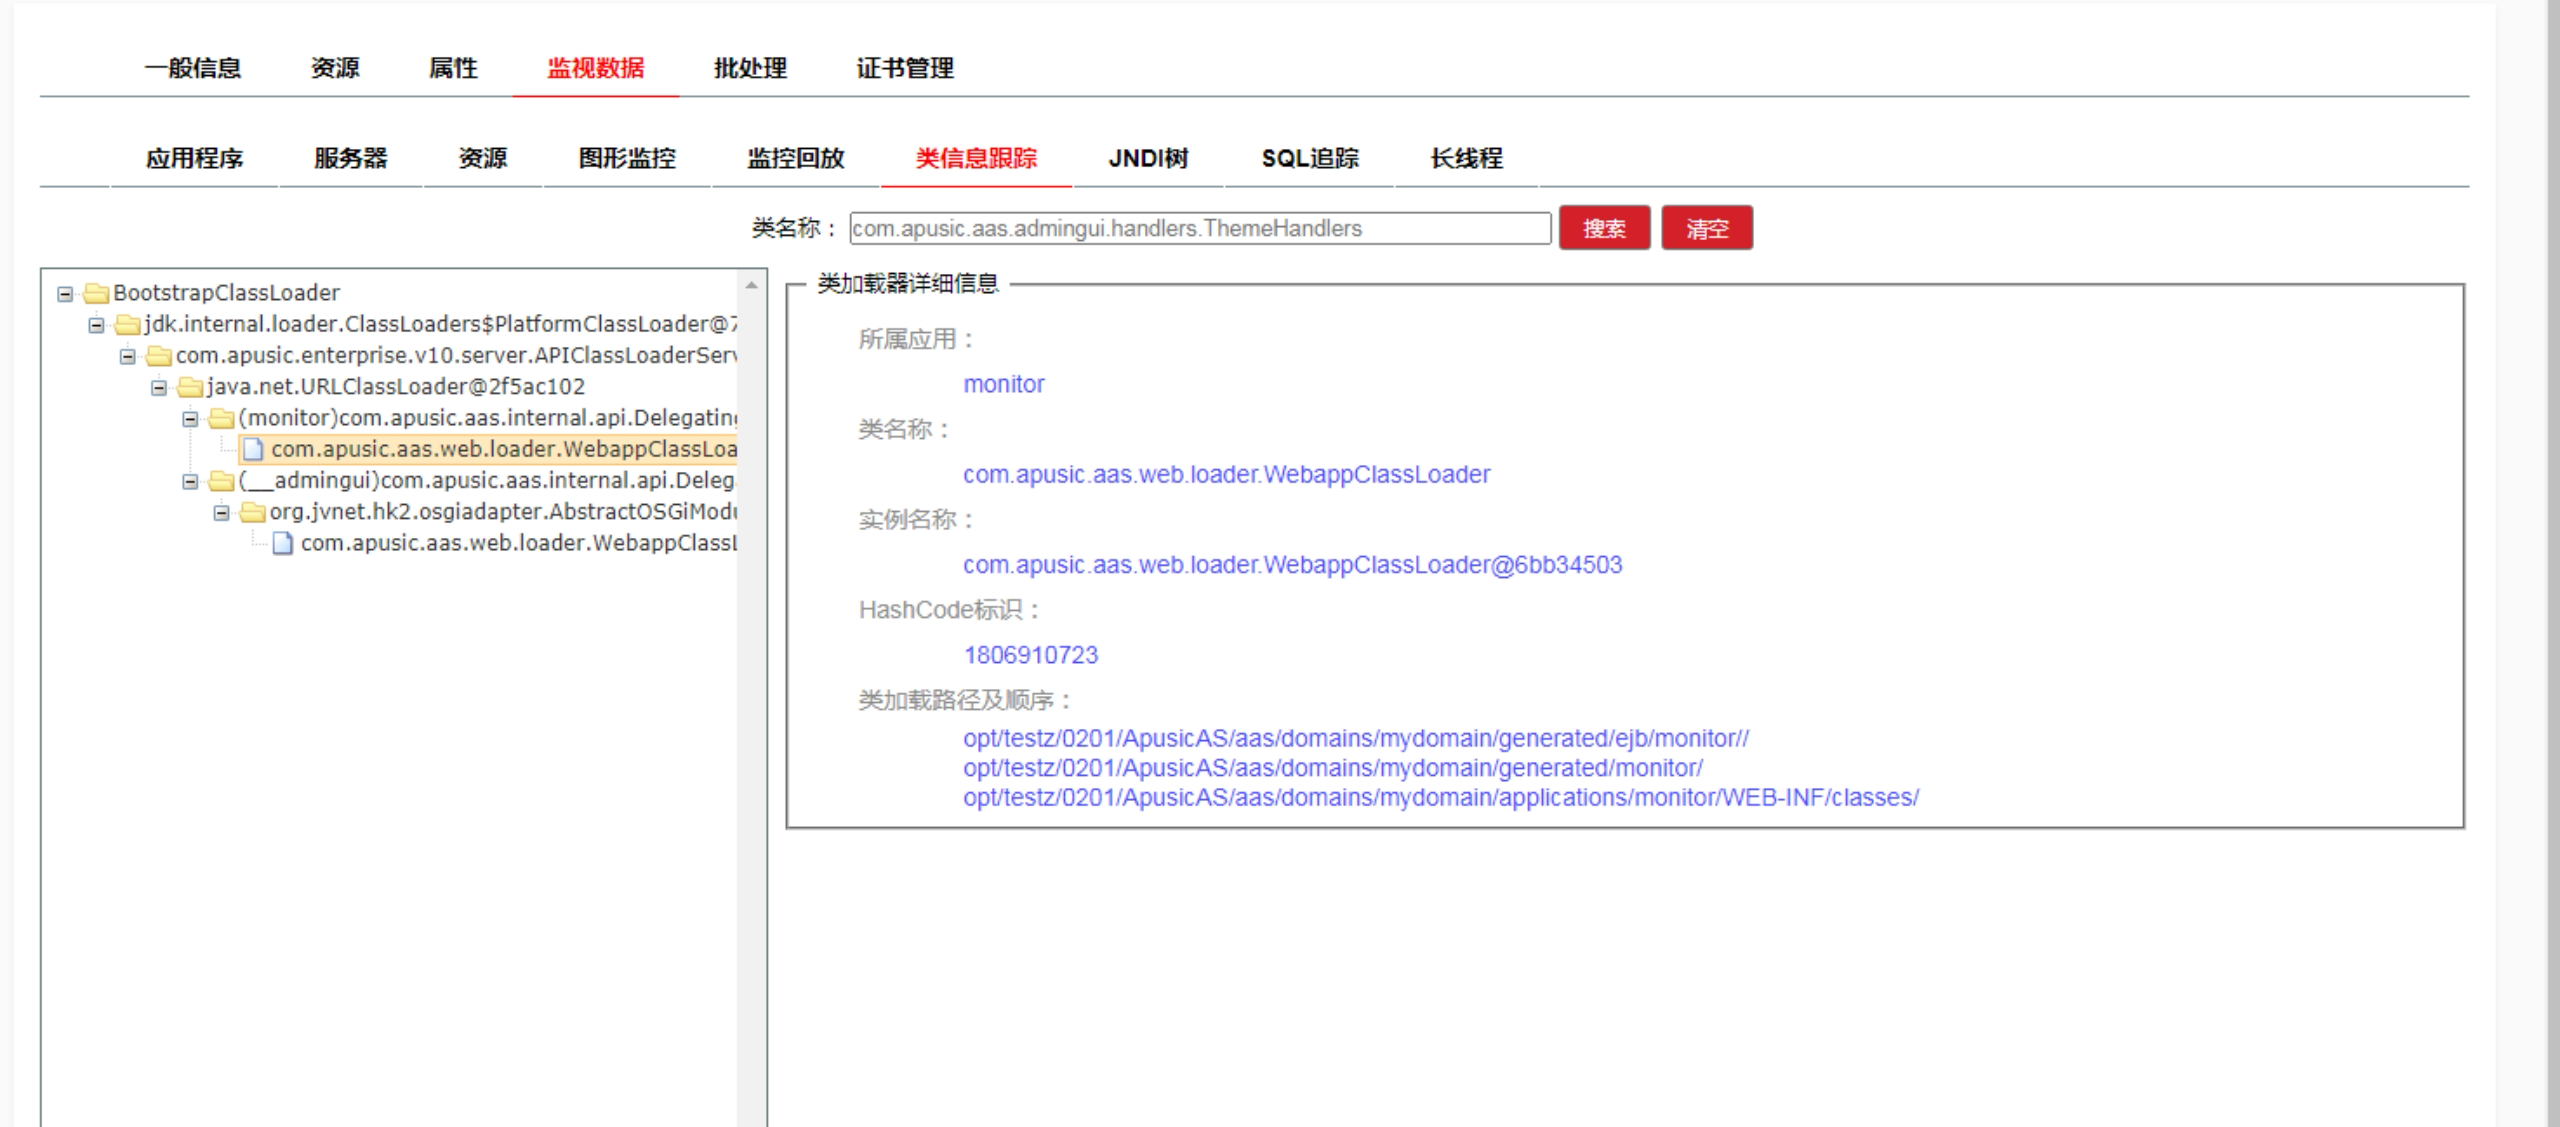 一般信息 资源 属性 监视数据 批处理 证书管理
应用程序 服务器 资源 图形监控 监控回放 类信息跟踪 JNDI树 SQL追踪 长线程
类名称： com.apusic.aas.admingui.handlers.ThemeHandlers 搜索 清空
BootstrapClassLoader
jdk.internal.loader.ClassLoaders$PlatformClassLoader@7
com.apusic.enterprise.v10.server.APIClassLoaderServ
java.net.URLClassLoader@2f5ac102
(monitor)com.apusic.aas.internal.api.Delegating
com.apusic.aas.web.loader.WebappClassLoa
(__admingui)com.apusic.aas.internal.api.Deleg
org.jvnet.hk2.osgiadapter.AbstractOSGiModu
com.apusic.aas.web.loader.WebappClassL
类加载器详细信息
所属应用：
monitor
类名称：
com.apusic.aas.web.loader.WebappClassLoader
实例名称：
com.apusic.aas.web.loader.WebappClassLoader@6bb34503
HashCode标识：
1806910723
类加载路径及顺序：
opt/testz/0201/ApusicAS/aas/domains/mydomain/generated/ejb/monitor//
opt/testz/0201/ApusicAS/aas/domains/mydomain/generated/monitor/
opt/testz/0201/ApusicAS/aas/domains/mydomain/applications/monitor/WEB-INF/classes/